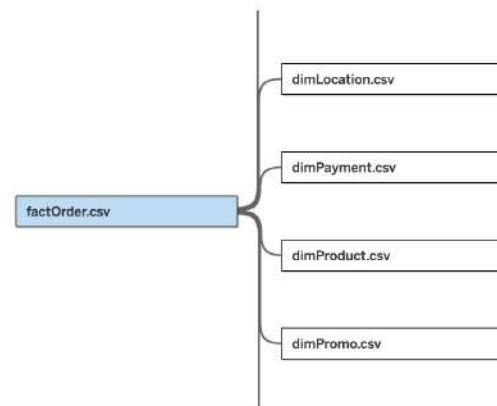 dimLocation.csv
dimPayment.csv
factOrder.csv
dimProduct.csv
dimPromo.csv